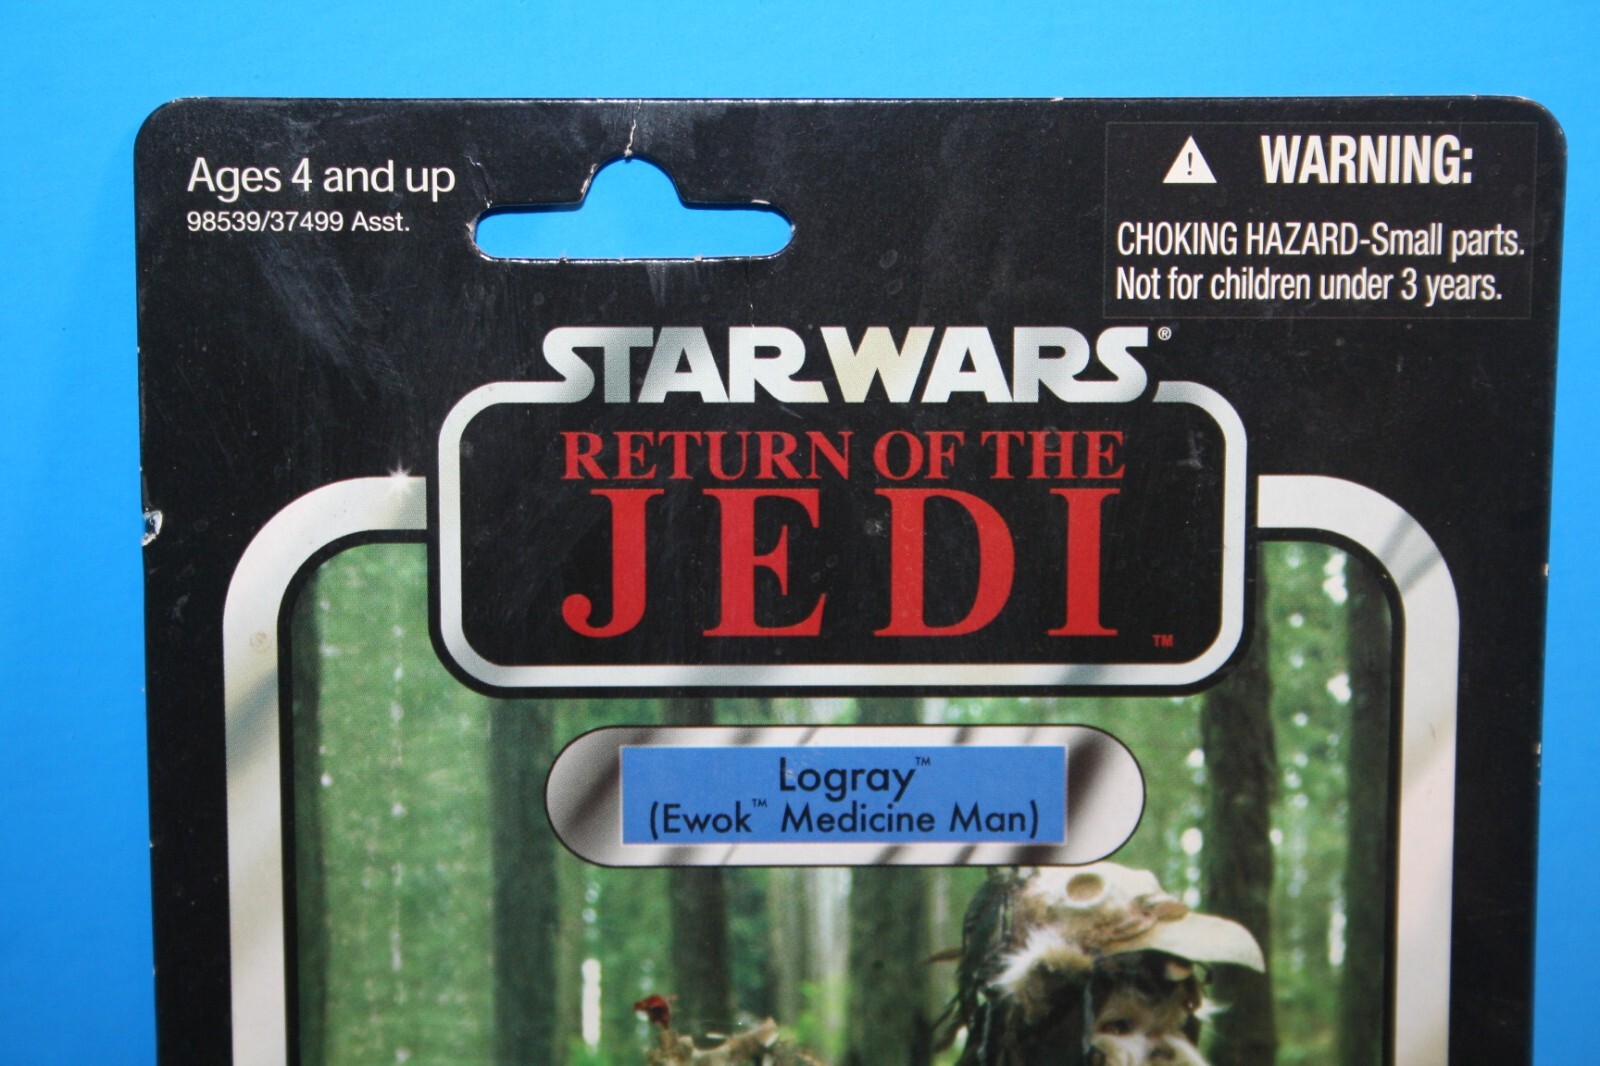 Ages 4 and up
98539/37499 Asst.
WARNING:
CHOKING HAZARD-Small parts.
Not for children under 3 years.
STAR WARS®
RETURN OF THE
JEDI™
Logray™
(Ewok™ Medicine Man)